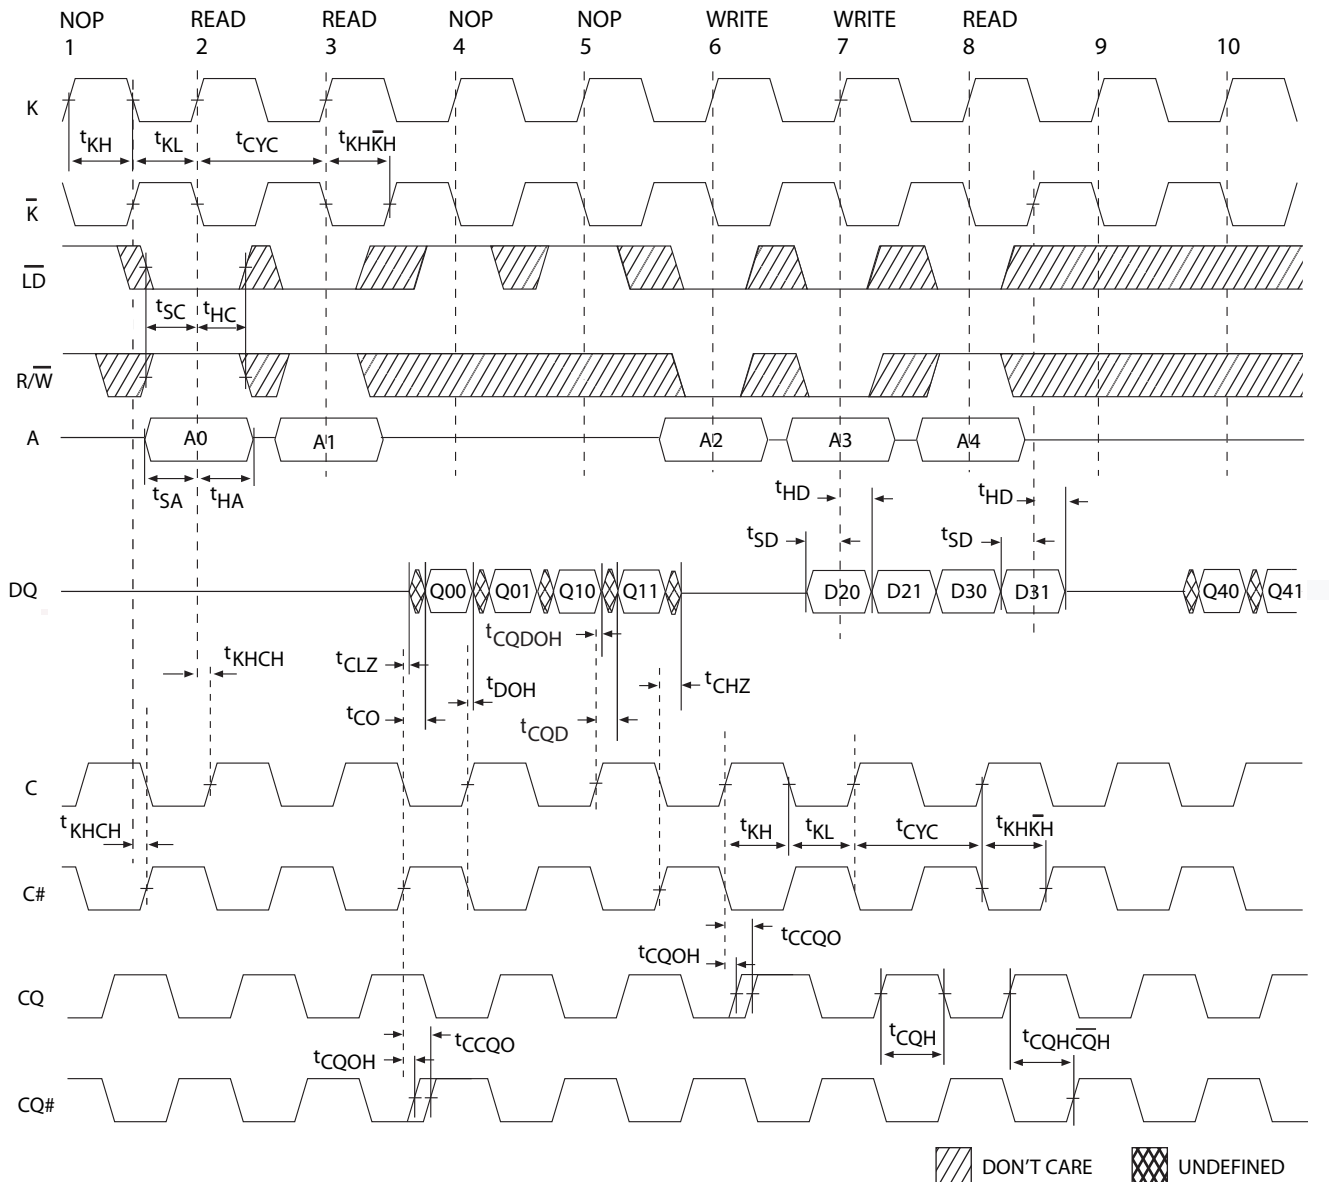 NOP READ READ NOP NOP WRITE WRITE READ
1 2 3 4 5 6 7 8 9 10
K
tKH tKL tCYC tKHK̅H
K̅
L̅D̅
tSC tHC
R/W̅
A A0 A1 A2 A3 A4
tSA tHA tHD tHD
tSD tSD
DQ Q00 Q01 Q10 Q11 D20 D21 D30 D31 Q40 Q41
tCQDOH
tKHCH tCLZ tDOH tCHZ
tCO tCQD
C
tKHCH tKH tKL tCYC tKHK̅H
C#
tCCQO
tCQOH
CQ
tCCQO tCQH tCQHC̅Q̅H
tCQOH
CQ#
DON'T CARE UNDEFINED